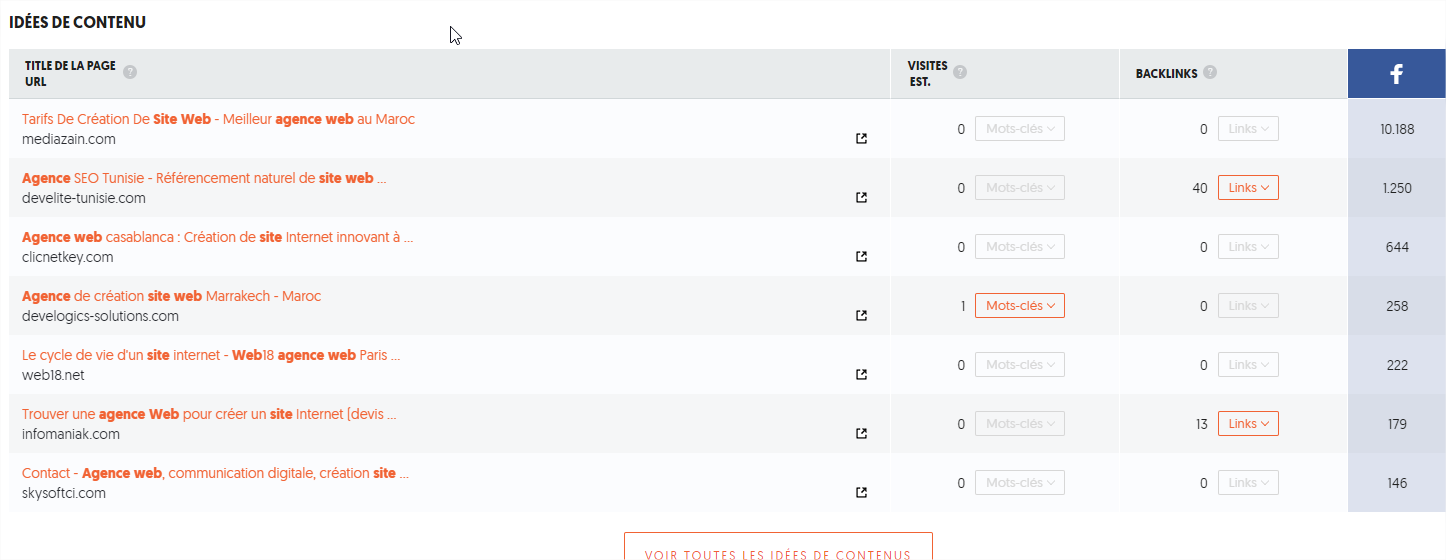 IDÉES DE CONTENU
TITLE DE LA PAGE ?
URL
VISITES ?
EST.
BACKLINKS ?
f
Tarifs De Création De Site Web - Meilleur agence web au Maroc
mediazain.com
0 Mots-clés
0 Links
10.188
Agence SEO Tunisie - Référencement naturel de site web ...
develite-tunisie.com
0 Mots-clés
40 Links
1.250
Agence web casablanca : Création de site Internet innovant à ...
clicnetkey.com
0 Mots-clés
0 Links
644
Agence de création site web Marrakech - Maroc
develogics-solutions.com
1 Mots-clés
0 Links
258
Le cycle de vie d'un site internet - Web18 agence web Paris ...
web18.net
0 Mots-clés
0 Links
222
Trouver une agence Web pour créer un site Internet (devis ...
infomaniak.com
0 Mots-clés
13 Links
179
Contact - Agence web, communication digitale, création site ...
skysoftci.com
0 Mots-clés
0 Links
146
VOIR TOUTES LES IDÉES DE CONTENUS